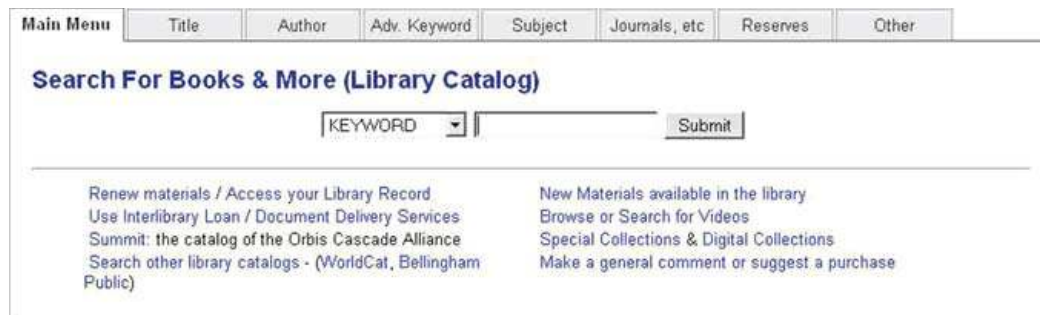 Main Menu Title Author Adv. Keyword Subject Journals, etc Reserves Other
Search For Books & More (Library Catalog)
KEYWORD Submit
Renew materials / Access your Library Record
Use Interlibrary Loan / Document Delivery Services
Summit: the catalog of the Orbis Cascade Alliance
Search other library catalogs - (WorldCat, Bellingham
Public)
New Materials available in the library
Browse or Search for Videos
Special Collections & Digital Collections
Make a general comment or suggest a purchase